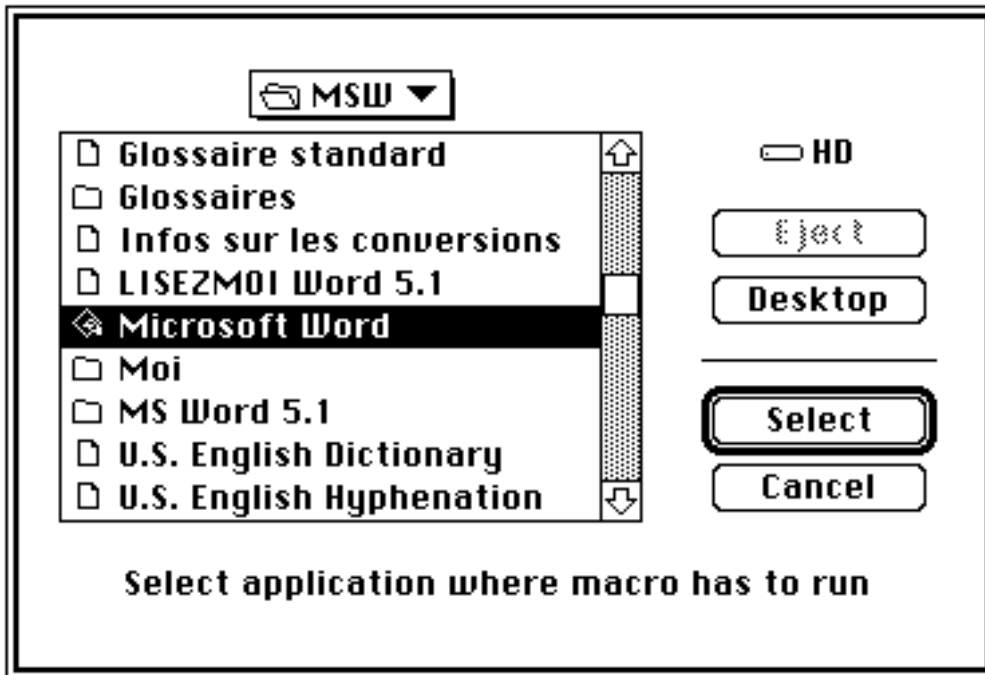 MSW
Glossaire standard
Glossaires
Infos sur les conversions
LISEZMOI Word 5.1
Microsoft Word
Moi
MS Word 5.1
U.S. English Dictionary
U.S. English Hyphenation
HD
Eject
Desktop
Select
Cancel
Select application where macro has to run